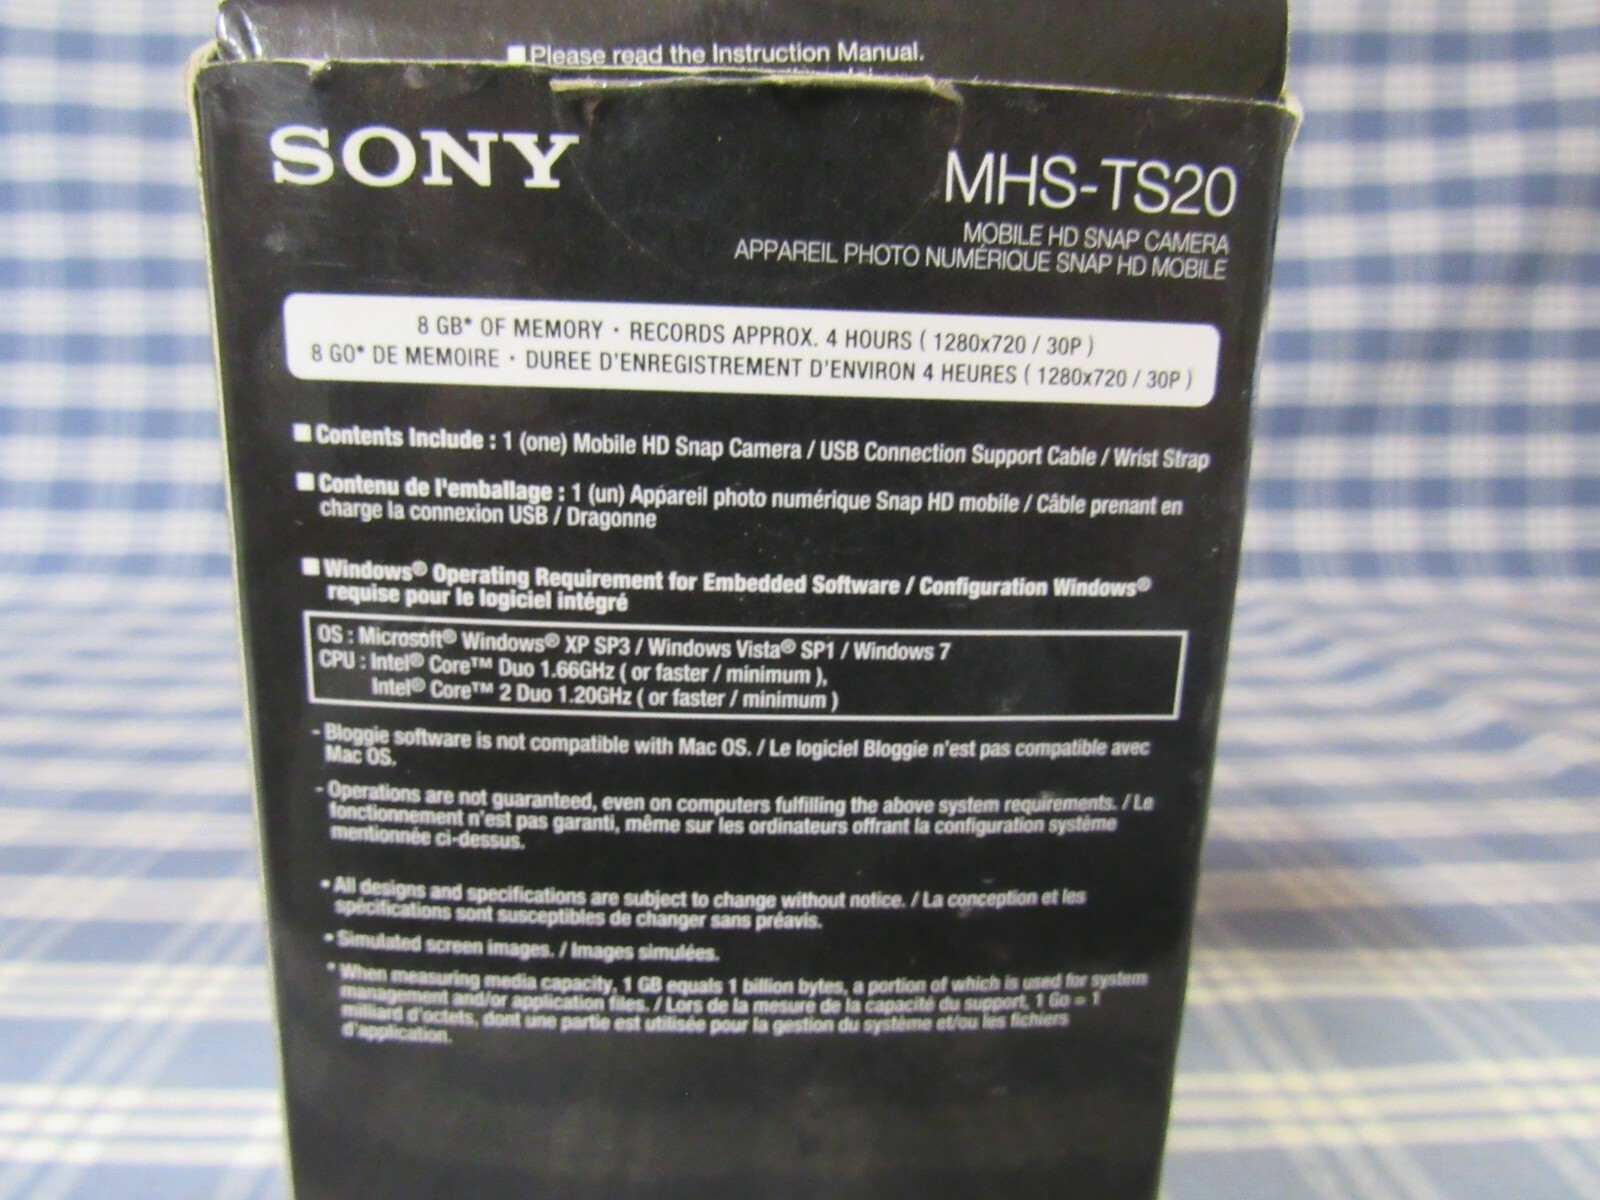 ■ Please read the Instruction Manual.
SONY
MHS-TS20
MOBILE HD SNAP CAMERA
APPAREIL PHOTO NUMÉRIQUE SNAP HD MOBILE
8 GB* OF MEMORY · RECORDS APPROX. 4 HOURS ( 1280x720 / 30P )
8 GO* DE MEMOIRE · DUREE D'ENREGISTREMENT D'ENVIRON 4 HEURES ( 1280x720 / 30P )
■ Contents Include : 1 (one) Mobile HD Snap Camera / USB Connection Support Cable / Wrist Strap
■ Contenu de l'emballage : 1 (un) Appareil photo numérique Snap HD mobile / Câble prenant en
charge la connexion USB / Dragonne
■ Windows® Operating Requirement for Embedded Software / Configuration Windows®
requise pour le logiciel intégré
OS : Microsoft® Windows® XP SP3 / Windows Vista® SP1 / Windows 7
CPU : Intel® Core™ Duo 1.66GHz ( or faster / minimum ),
Intel® Core™ 2 Duo 1.20GHz ( or faster / minimum )
- Bloggie software is not compatible with Mac OS. / Le logiciel Bloggie n'est pas compatible avec
Mac OS.
- Operations are not guaranteed, even on computers fulfilling the above system requirements. / Le
fonctionnement n'est pas garanti, même sur les ordinateurs offrant la configuration système
mentionnée ci-dessus.
• All designs and specifications are subject to change without notice. / La conception et les
spécifications sont susceptibles de changer sans préavis.
• Simulated screen images. / Images simulées.
* When measuring media capacity, 1 GB equals 1 billion bytes, a portion of which is used for system
management and/or application files. / Lors de la mesure de la capacité du support, 1 Go = 1
milliard d'octets, dont une partie est utilisée pour la gestion du système et/ou les fichiers
d'application.